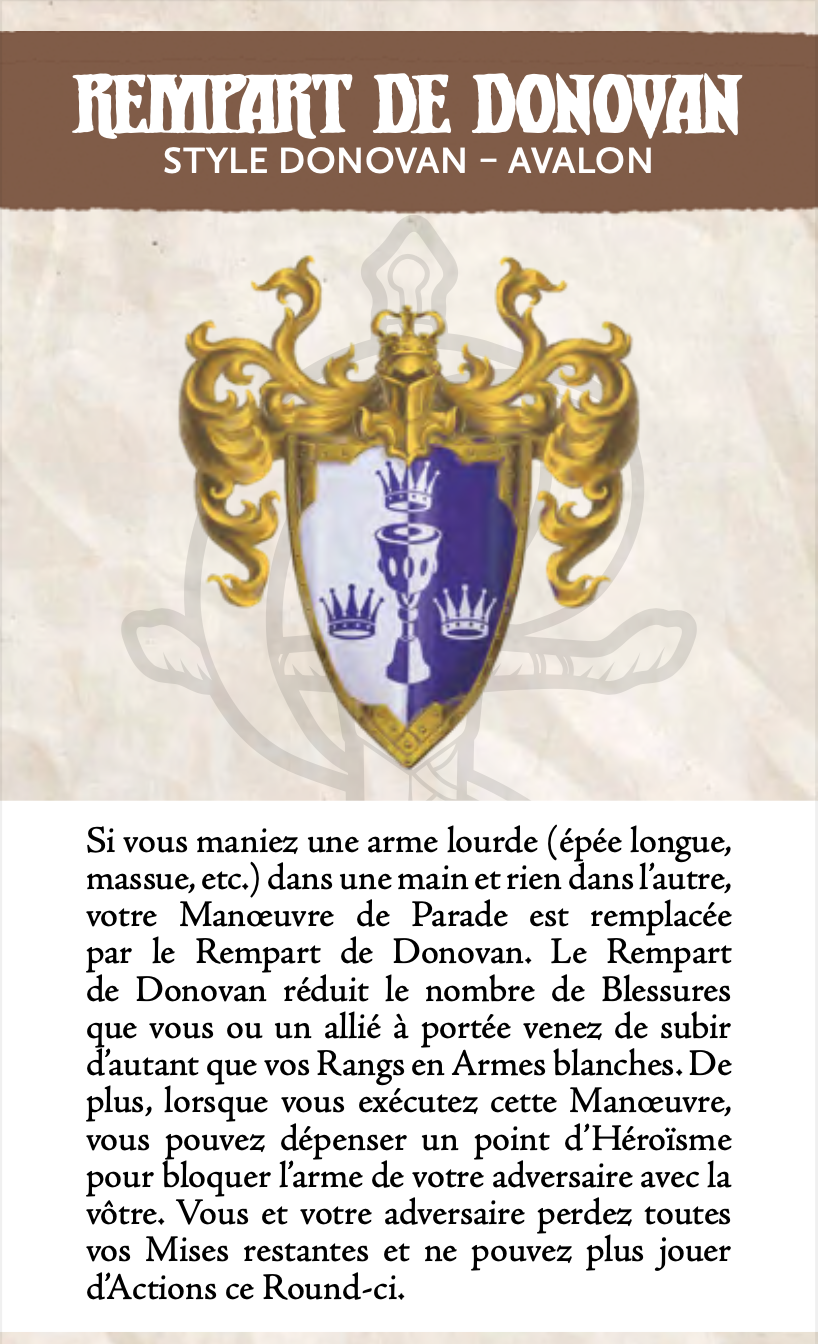 REMPART DE DONOVAN
STYLE DONOVAN – AVALON
Si vous maniez une arme lourde (épée longue,
massue, etc.) dans une main et rien dans l'autre,
votre Manœuvre de Parade est remplacée
par le Rempart de Donovan. Le Rempart
de Donovan réduit le nombre de Blessures
que vous ou un allié à portée venez de subir
d'autant que vos Rangs en Armes blanches. De
plus, lorsque vous exécutez cette Manœuvre,
vous pouvez dépenser un point d'Héroïsme
pour bloquer l'arme de votre adversaire avec la
vôtre. Vous et votre adversaire perdez toutes
vos Mises restantes et ne pouvez plus jouer
d'Actions ce Round-ci.